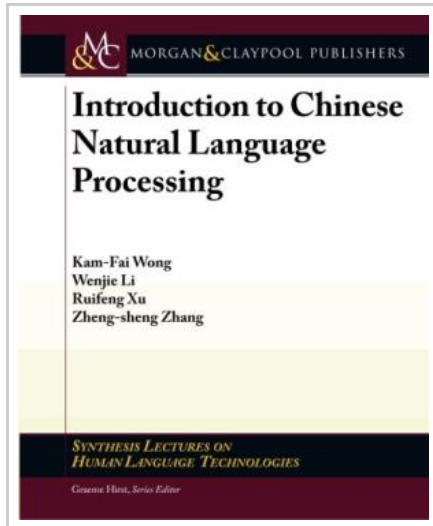 M
&C
MORGAN&CLAYPOOL PUBLISHERS
Introduction to Chinese
Natural Language
Processing
Kam-Fai Wong
Wenjie Li
Ruifeng Xu
Zheng-sheng Zhang
SYNTHESIS LECTURES ON
HUMAN LANGUAGE TECHNOLOGIES
Graeme Hirst, Series Editor